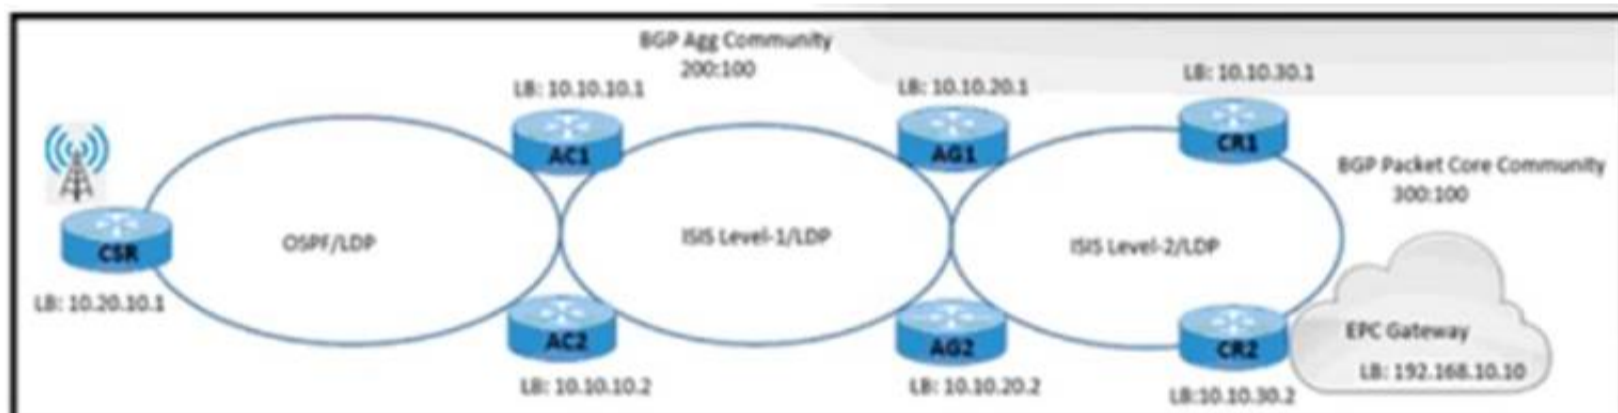 BGP Agg Community
200:100
LB: 10.10.10.1
LB: 10.10.20.1
LB: 10.10.30.1
AC1
AG1
CR1
BGP Packet Core Community
300:100
CSR
OSPF/LDP
ISIS Level-1/LDP
ISIS Level-2/LDP
LB: 10.20.10.1
AC2
AG2
CR2
EPC Gateway
LB: 192.168.10.10
LB: 10.10.10.2
LB: 10.10.20.2
LB:10.10.30.2